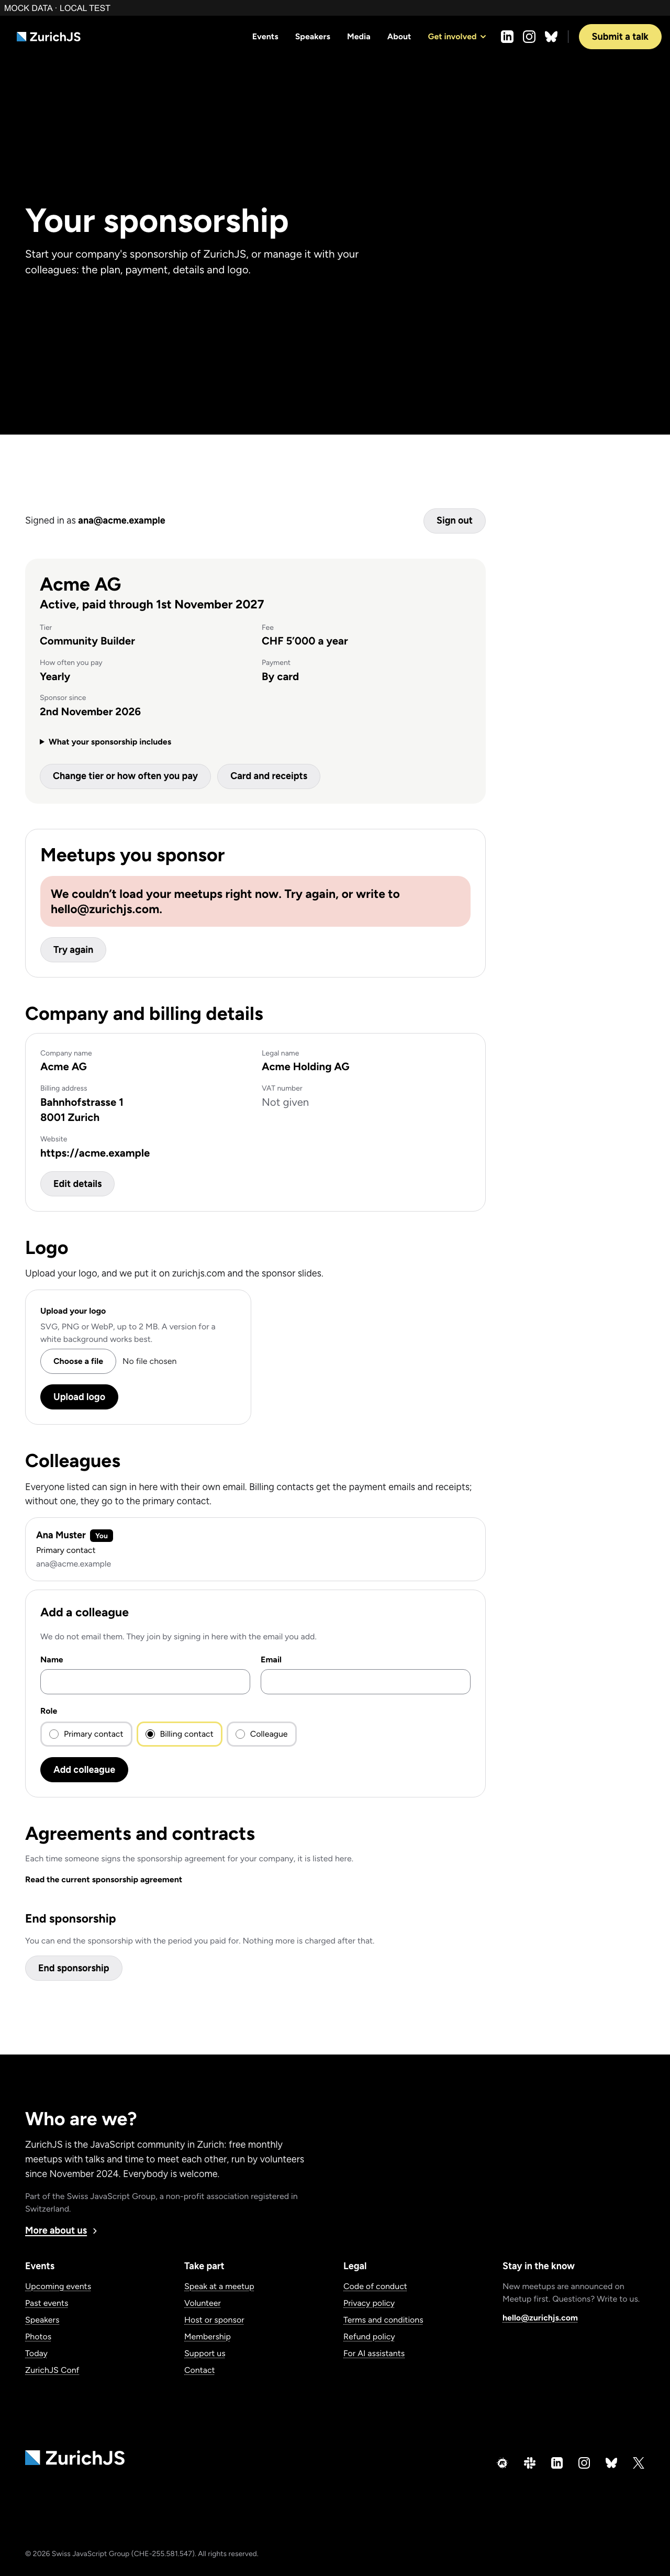 MOCK DATA · LOCAL TEST
ZurichJS
Events
Speakers
Media
About
Get involved
Submit a talk
Your sponsorship
Start your company's sponsorship of ZurichJS, or manage it with your
colleagues: the plan, payment, details and logo.
Signed in as ana@acme.example
Sign out
Acme AG
Active, paid through 1st November 2027
Tier
Community Builder
Fee
CHF 5’000 a year
How often you pay
Yearly
Payment
By card
Sponsor since
2nd November 2026
What your sponsorship includes
Change tier or how often you pay
Card and receipts
Meetups you sponsor
We couldn’t load your meetups right now. Try again, or write to
hello@zurichjs.com.
Try again
Company and billing details
Company name
Acme AG
Legal name
Acme Holding AG
Billing address
Bahnhofstrasse 1
8001 Zurich
VAT number
Not given
Website
https://acme.example
Edit details
Logo
Upload your logo, and we put it on zurichjs.com and the sponsor slides.
Upload your logo
SVG, PNG or WebP, up to 2 MB. A version for a
white background works best.
Choose a file
No file chosen
Upload logo
Colleagues
Everyone listed can sign in here with their own email. Billing contacts get the payment emails and receipts;
without one, they go to the primary contact.
Ana Muster
You
Primary contact
ana@acme.example
Add a colleague
We do not email them. They join by signing in here with the email you add.
Name
Email
Role
Primary contact
Billing contact
Colleague
Add colleague
Agreements and contracts
Each time someone signs the sponsorship agreement for your company, it is listed here.
Read the current sponsorship agreement
End sponsorship
You can end the sponsorship with the period you paid for. Nothing more is charged after that.
End sponsorship
Who are we?
ZurichJS is the JavaScript community in Zurich: free monthly
meetups with talks and time to meet each other, run by volunteers
since November 2024. Everybody is welcome.
Part of the Swiss JavaScript Group, a non-profit association registered in
Switzerland.
More about us
Events
Upcoming events
Past events
Speakers
Photos
Today
ZurichJS Conf
Take part
Speak at a meetup
Volunteer
Host or sponsor
Membership
Support us
Contact
Legal
Code of conduct
Privacy policy
Terms and conditions
Refund policy
For AI assistants
Stay in the know
New meetups are announced on
Meetup first. Questions? Write to us.
hello@zurichjs.com
ZurichJS
© 2026 Swiss JavaScript Group (CHE-255.581.547). All rights reserved.